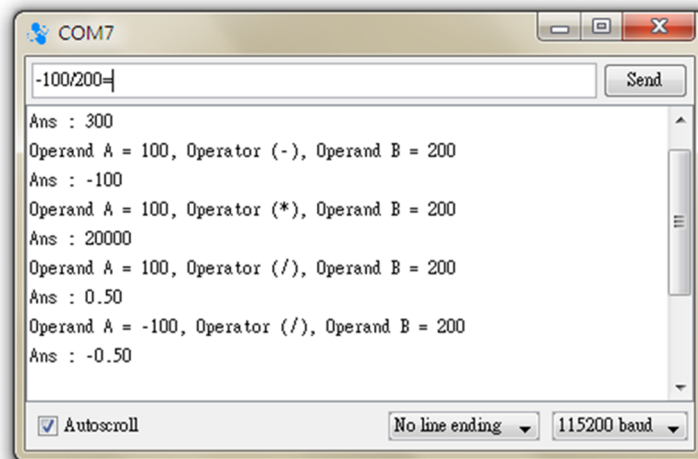 COM7
-100/200=
Send
Ans : 300
Operand A = 100, Operator (-), Operand B = 200
Ans : -100
Operand A = 100, Operator (*), Operand B = 200
Ans : 20000
Operand A = 100, Operator (/), Operand B = 200
Ans : 0.50
Operand A = -100, Operator (/), Operand B = 200
Ans : -0.50
Autoscroll
No line ending
115200 baud